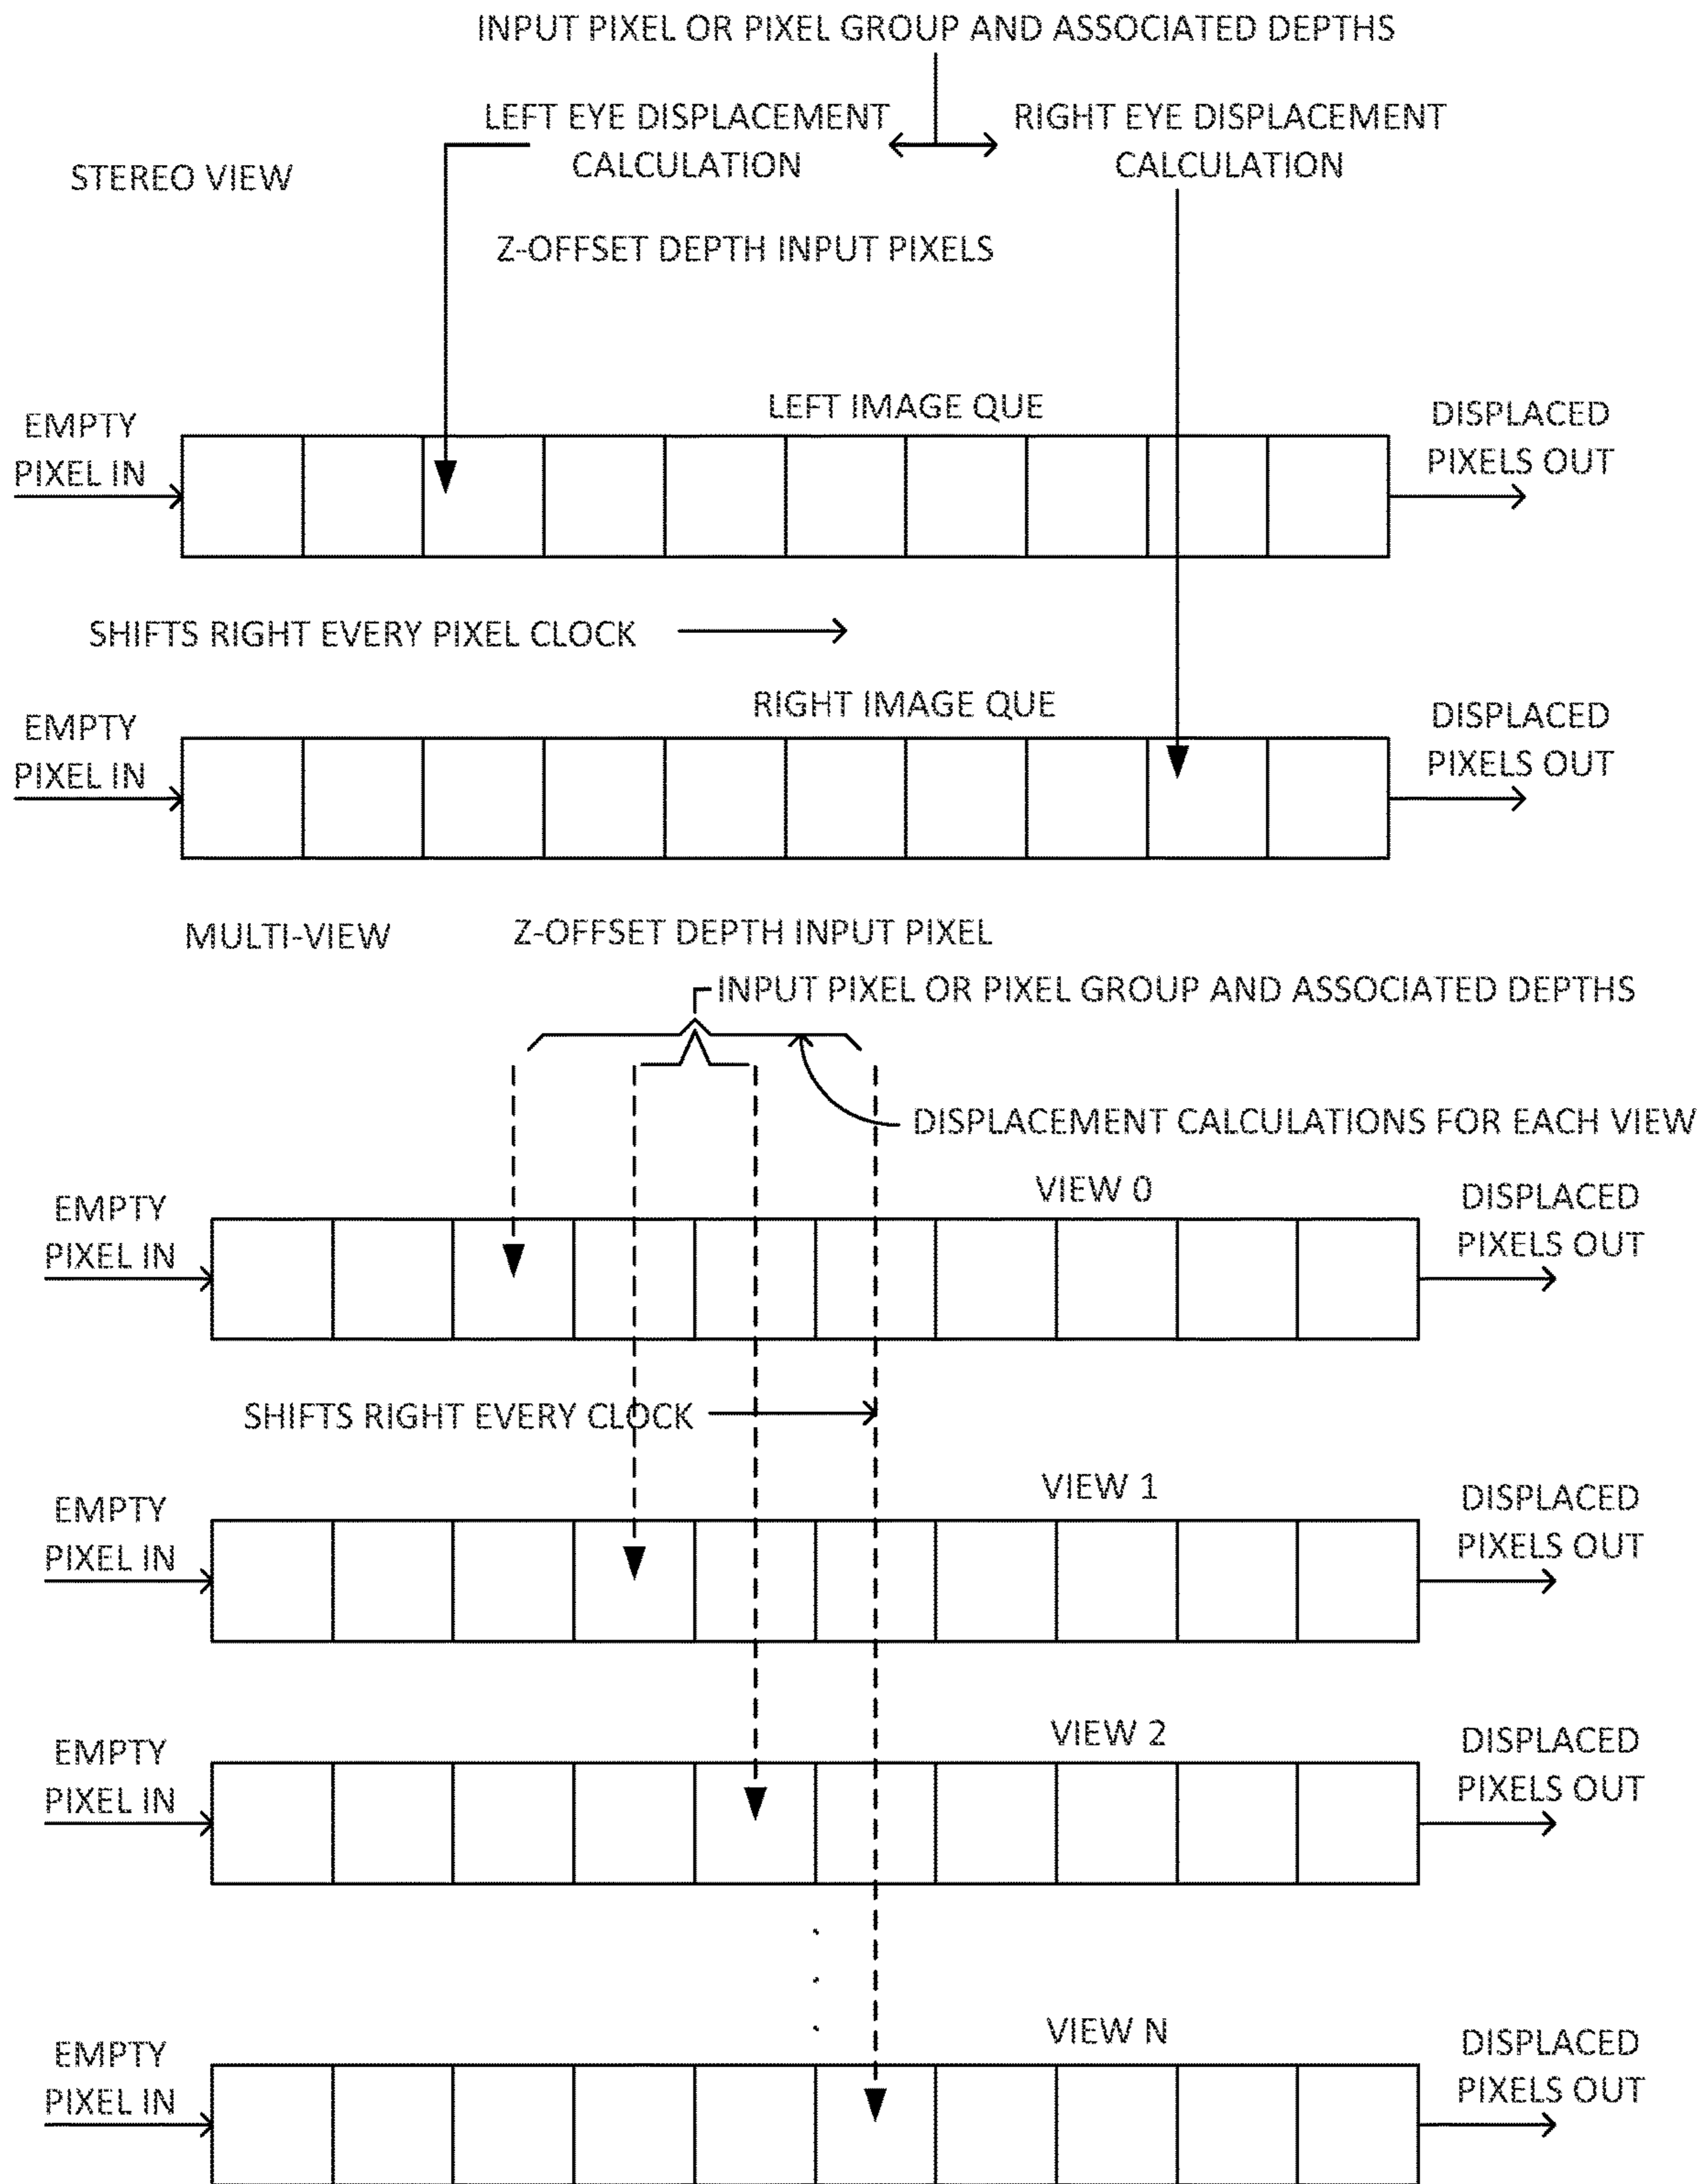 INPUT PIXEL OR PIXEL GROUP AND ASSOCIATED DEPTHS
LEFT EYE DISPLACEMENT
CALCULATION
RIGHT EYE DISPLACEMENT
CALCULATION
STEREO VIEW
Z-OFFSET DEPTH INPUT PIXELS
LEFT IMAGE QUE
EMPTY
PIXEL IN
DISPLACED
PIXELS OUT
SHIFTS RIGHT EVERY PIXEL CLOCK
RIGHT IMAGE QUE
EMPTY
PIXEL IN
DISPLACED
PIXELS OUT
MULTI-VIEW
Z-OFFSET DEPTH INPUT PIXEL
INPUT PIXEL OR PIXEL GROUP AND ASSOCIATED DEPTHS
DISPLACEMENT CALCULATIONS FOR EACH VIEW
VIEW 0
EMPTY
PIXEL IN
DISPLACED
PIXELS OUT
SHIFTS RIGHT EVERY CLOCK
VIEW 1
EMPTY
PIXEL IN
DISPLACED
PIXELS OUT
VIEW 2
EMPTY
PIXEL IN
DISPLACED
PIXELS OUT
VIEW N
EMPTY
PIXEL IN
DISPLACED
PIXELS OUT